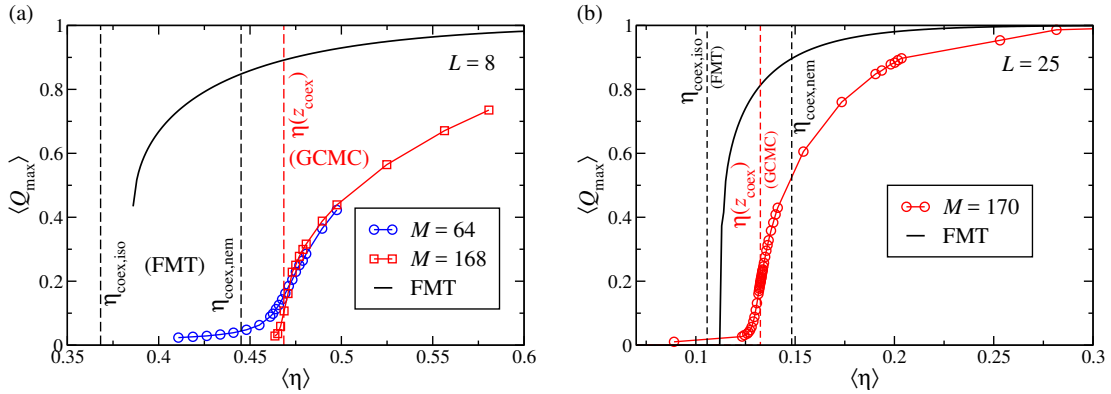 (a)
1
0.8
0.6
0.4
0.2
0
⟨Q_max⟩
L = 8
η_coex,iso
(FMT)
η_coex,nem
η(z_coex)
(GCMC)
M = 64
M = 168
FMT
0.35 0.4 0.45 0.5 0.55 0.6
⟨η⟩
(b)
1
0.8
0.6
0.4
0.2
0
⟨Q_max⟩
L = 25
η_coex,iso
(FMT)
η(z_coex)
(GCMC)
η_coex,nem
M = 170
FMT
0.1 0.15 0.2 0.25 0.3
⟨η⟩